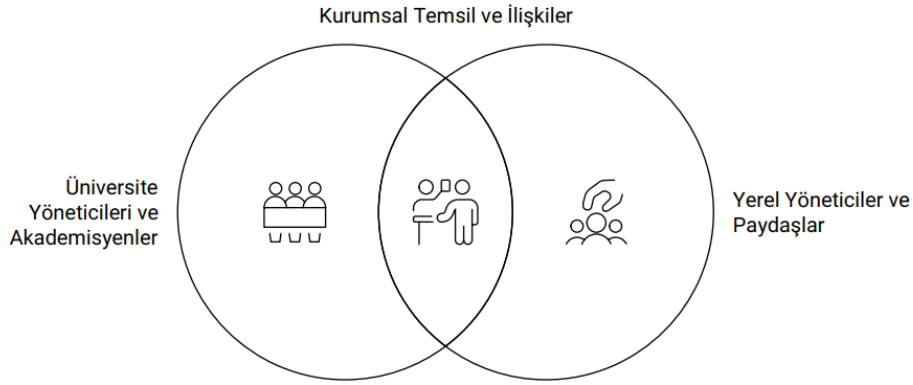 Kurumsal Temsil ve İlişkiler
Üniversite
Yöneticileri ve
Akademisyenler
Yerel Yöneticiler ve
Paydaşlar